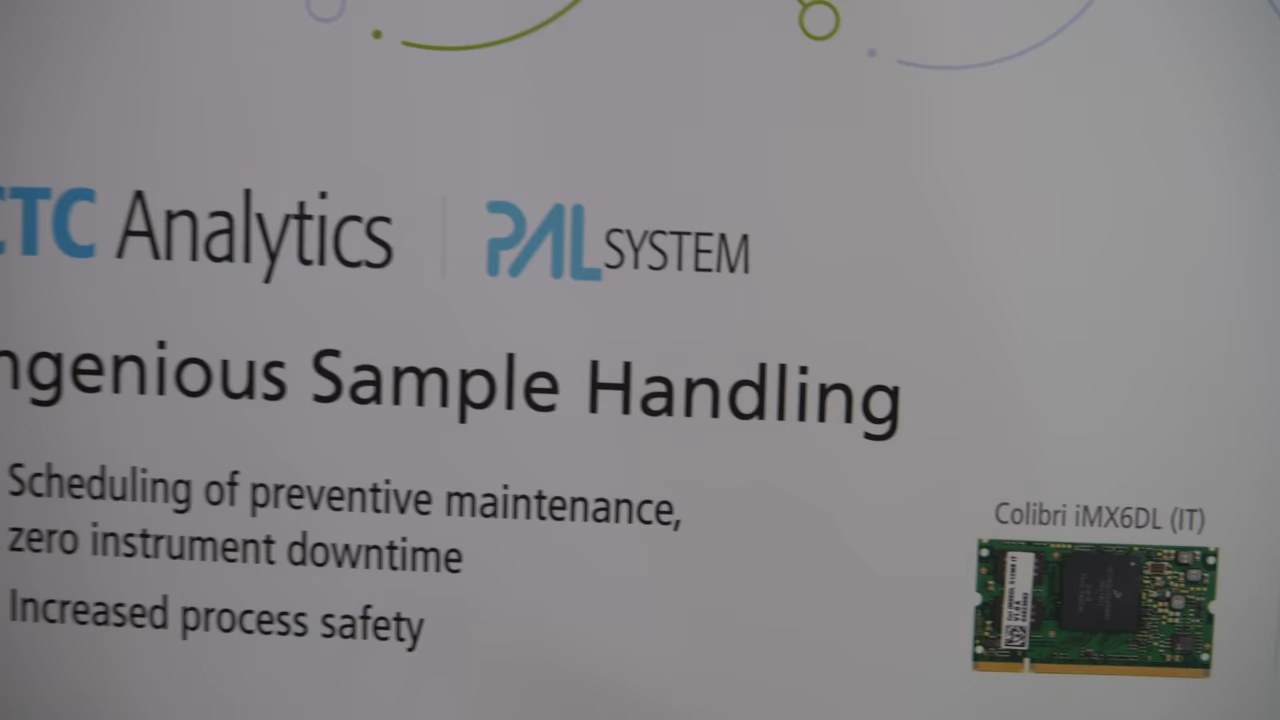 CTC Analytics | PAL SYSTEM
ngenious Sample Handling
Scheduling of preventive maintenance,
zero instrument downtime
Increased process safety
Colibri iMX6DL (IT)